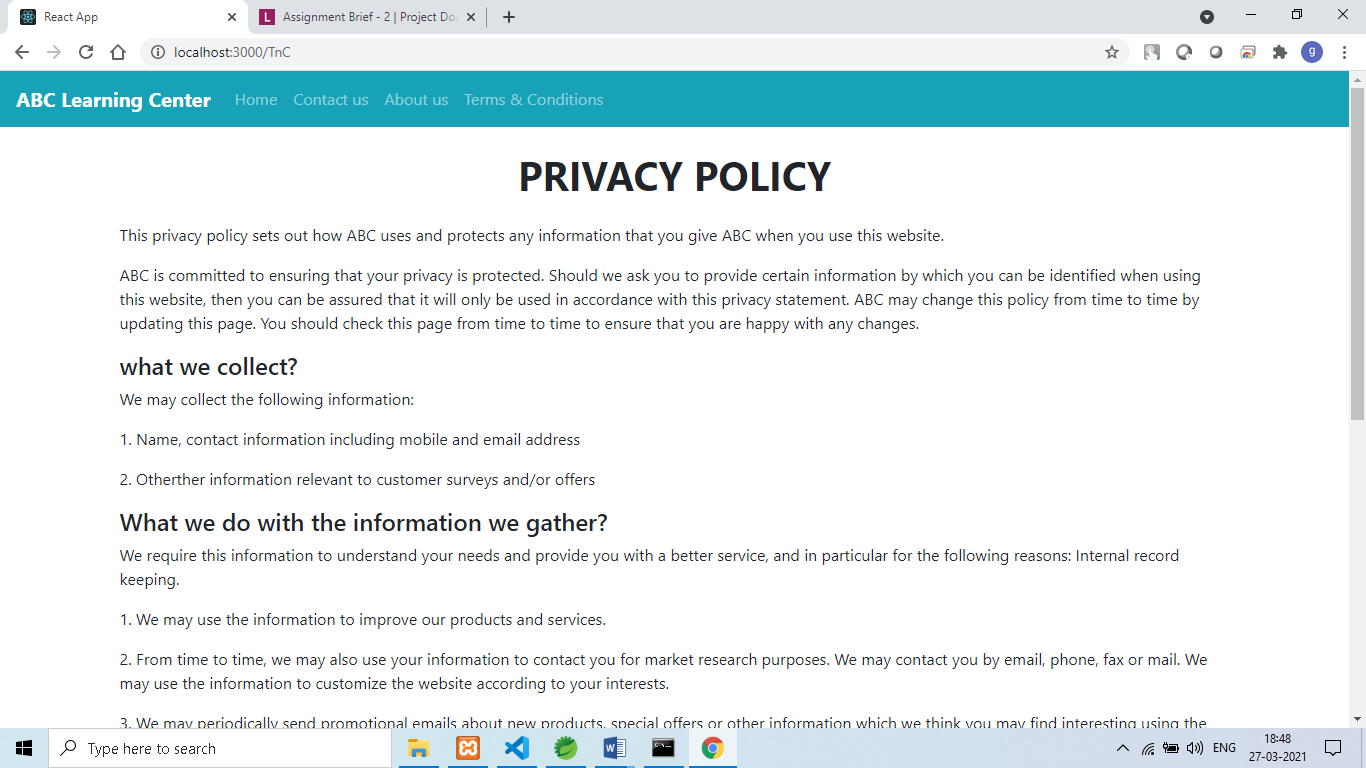 React App
Assignment Brief - 2 | Project Do
localhost:3000/TnC
g
ABC Learning Center Home Contact us About us Terms & Conditions
PRIVACY POLICY
This privacy policy sets out how ABC uses and protects any information that you give ABC when you use this website.
ABC is committed to ensuring that your privacy is protected. Should we ask you to provide certain information by which you can be identified when using
this website, then you can be assured that it will only be used in accordance with this privacy statement. ABC may change this policy from time to time by
updating this page. You should check this page from time to time to ensure that you are happy with any changes.
what we collect?
We may collect the following information:
1. Name, contact information including mobile and email address
2. Otherther information relevant to customer surveys and/or offers
What we do with the information we gather?
We require this information to understand your needs and provide you with a better service, and in particular for the following reasons: Internal record
keeping.
1. We may use the information to improve our products and services.
2. From time to time, we may also use your information to contact you for market research purposes. We may contact you by email, phone, fax or mail. We
may use the information to customize the website according to your interests.
3. We may periodically send promotional emails about new products, special offers or other information which we think you may find interesting using the
Type here to search
ENG
18:48
27-03-2021